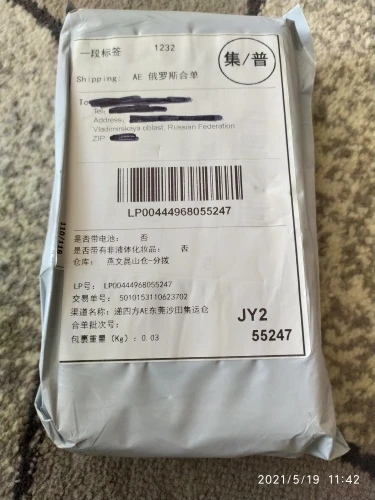 一段标签 1232
集/普
Shipping: AE 俄罗斯合单
To
Tel:
Address:
Vladimirskaya oblast, Russian Federation
ZIP:
LP00444968055247
是否带电池: 否
是否带有非液体化妆品: 否
仓库: 燕文昆山仓-分拨
LP号: LP00444968055247
交易单号: 5010153110623702
渠道名称: 递四方AE东莞沙田集运仓
合单批次号:
包裹重量(Kg): 0.03
JY2
55247
2021/5/19 11:42